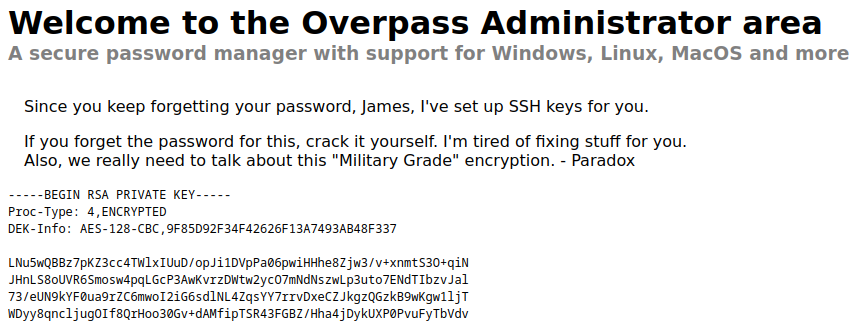 Welcome to the Overpass Administrator area
A secure password manager with support for Windows, Linux, MacOS and more
Since you keep forgetting your password, James, I've set up SSH keys for you.
If you forget the password for this, crack it yourself. I'm tired of fixing stuff for you.
Also, we really need to talk about this "Military Grade" encryption. - Paradox
-----BEGIN RSA PRIVATE KEY-----
Proc-Type: 4,ENCRYPTED
DEK-Info: AES-128-CBC,9F85D92F34F42626F13A7493AB48F337
LNu5wQBBz7pKZ3cc4TWlxIUuD/opJi1DVpPa06pwiHHhe8Zjw3/v+xnmtS3O+qiN
JHnLS8oUVR6Smosw4pqLGcP3AwKvrzDWtw2ycO7mNdNszwLp3uto7ENdTIbzvJal
73/eUN9kYF0ua9rZC6mwoI2iG6sdlNL4ZqsYY7rrvDxeCZJkgzQGzkB9wKgw1ljT
WDyy8qncljugOIf8QrHoo30Gv+dAMfipTSR43FGBZ/Hha4jDykUXP0PvuFyTbVdv